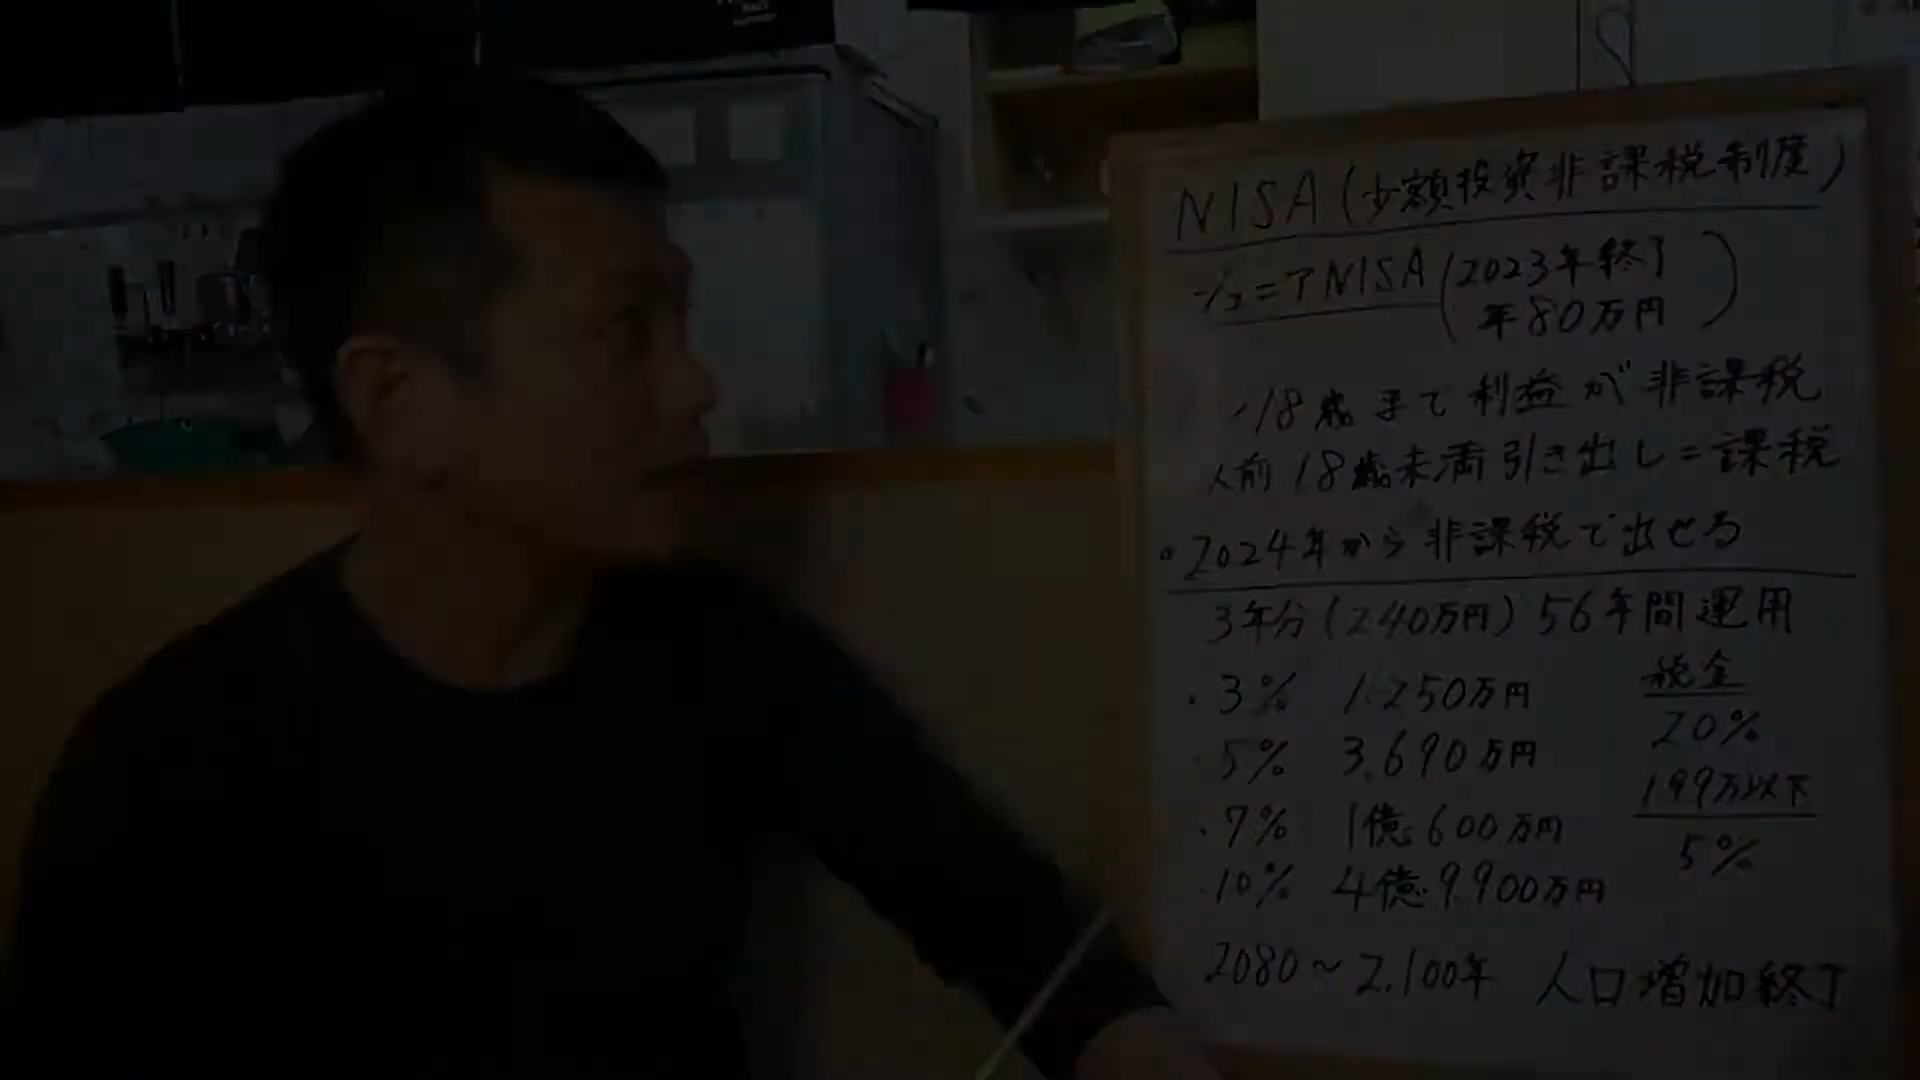 NISA(少額投資非課税制度)
ジュニアNISA(2023年終了
年80万円)
・18歳まで利益が非課税
人前 18歳未満引き出し=課税
・2024年から非課税で出せる
3年分(240万円)56年間運用
・3% 1.250万円
・5% 3.690万円
・7% 1億600万円
・10% 4億9.900万円
税金
20%
199万以下
5%
2080～2.100年 人口増加終了